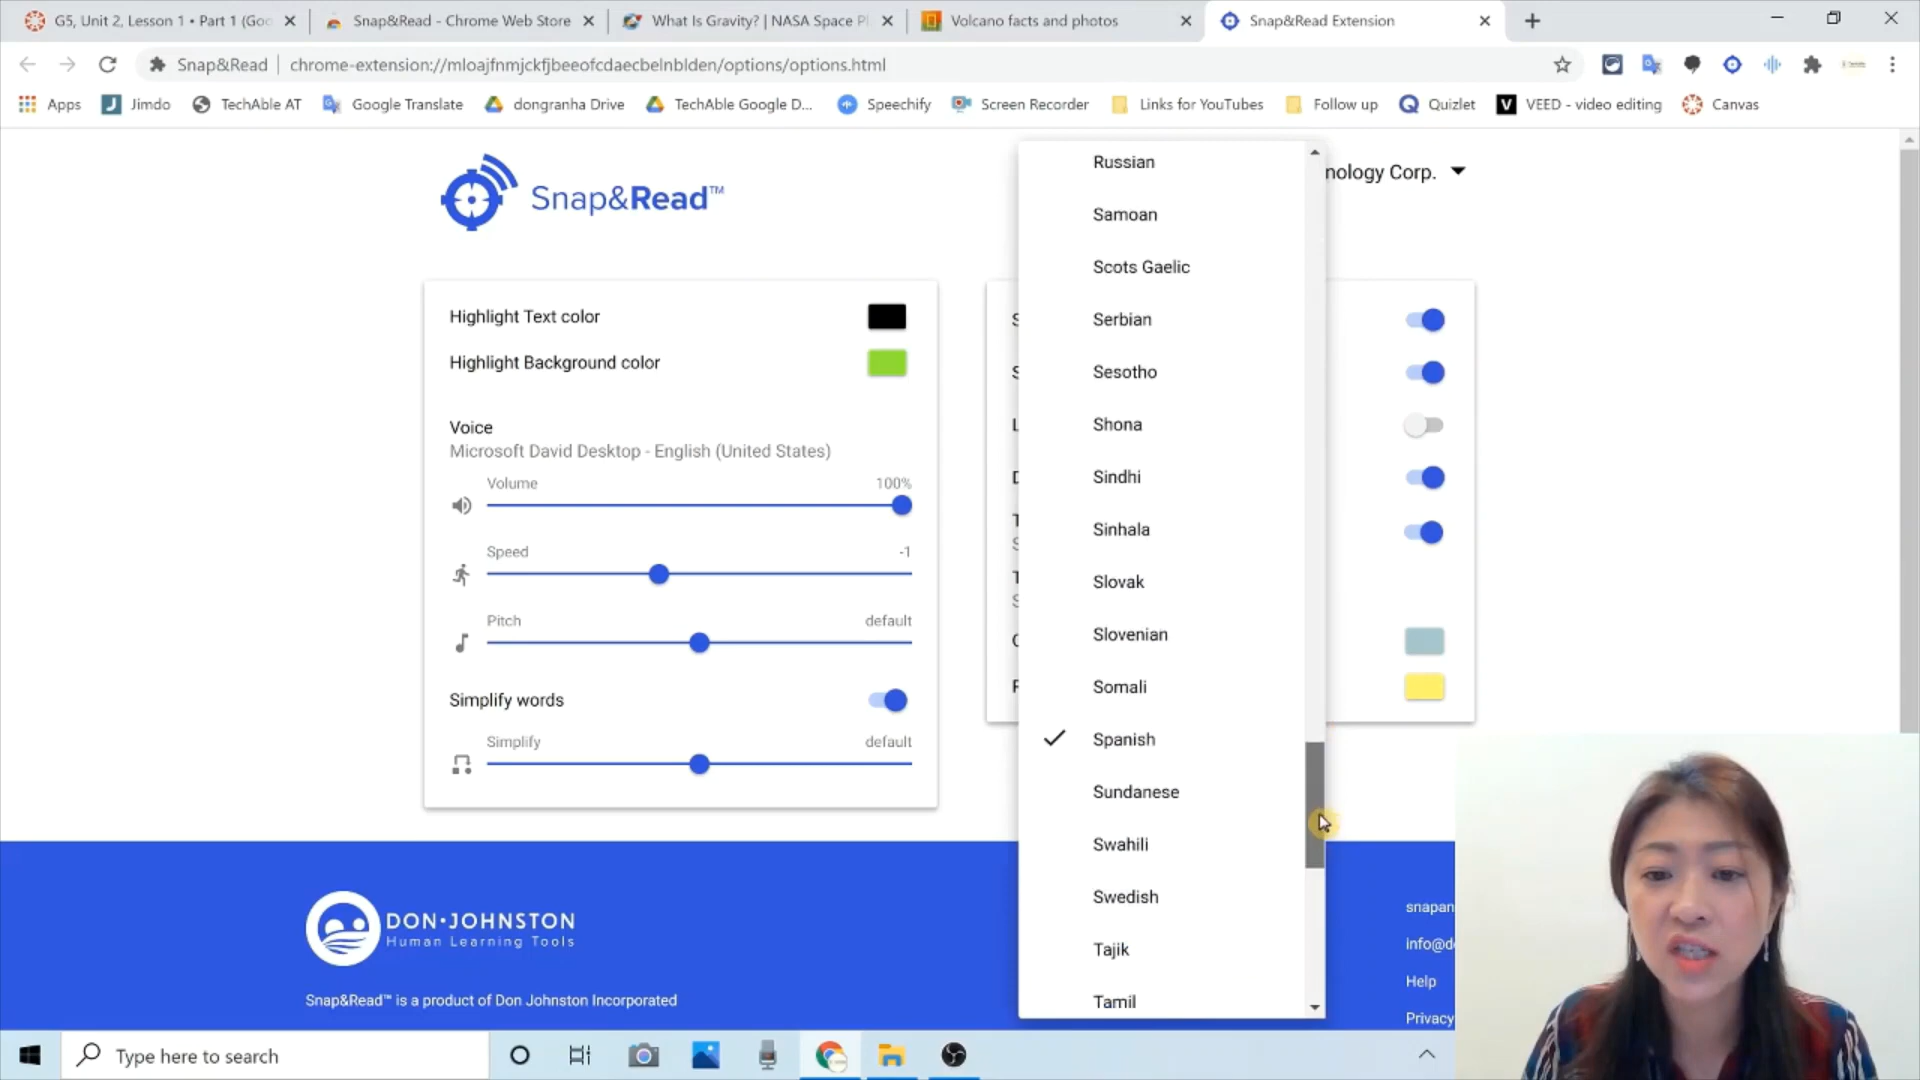 G5, Unit 2, Lesson 1 • Part 1 (Goo
Snap&Read - Chrome Web Store
What Is Gravity? | NASA Space Pl
Volcano facts and photos
Snap&Read Extension
Snap&Read
chrome-extension://mloajfnmjckfjbeeofcdaecbelnblden/options/options.html
Apps
Jimdo
TechAble AT
Google Translate
dongranha Drive
TechAble Google D...
Speechify
Screen Recorder
Links for YouTubes
Follow up
Quizlet
VEED - video editing
Canvas
Snap&Read™
nology Corp.
Highlight Text color
Highlight Background color
Voice
Microsoft David Desktop - English (United States)
Volume 100%
Speed -1
Pitch default
Simplify words
Simplify default
Russian
Samoan
Scots Gaelic
Serbian
Sesotho
Shona
Sindhi
Sinhala
Slovak
Slovenian
Somali
Spanish
Sundanese
Swahili
Swedish
Tajik
Tamil
DON•JOHNSTON
Human Learning Tools
Snap&Read™ is a product of Don Johnston Incorporated
snapan
info@d
Help
Privacy
Type here to search